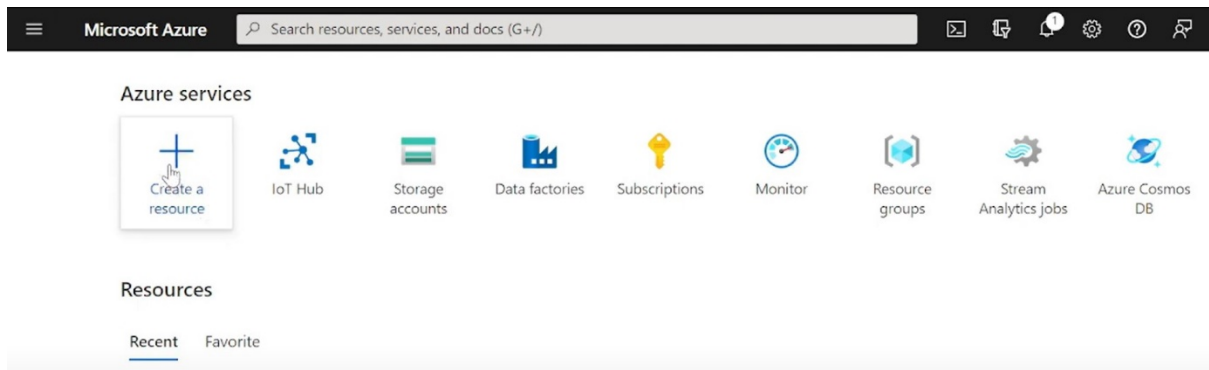 Microsoft Azure
Search resources, services, and docs (G+/)
1
Azure services
Create a
resource
IoT Hub
Storage
accounts
Data factories
Subscriptions
Monitor
Resource
groups
Stream
Analytics jobs
Azure Cosmos
DB
Resources
Recent Favorite